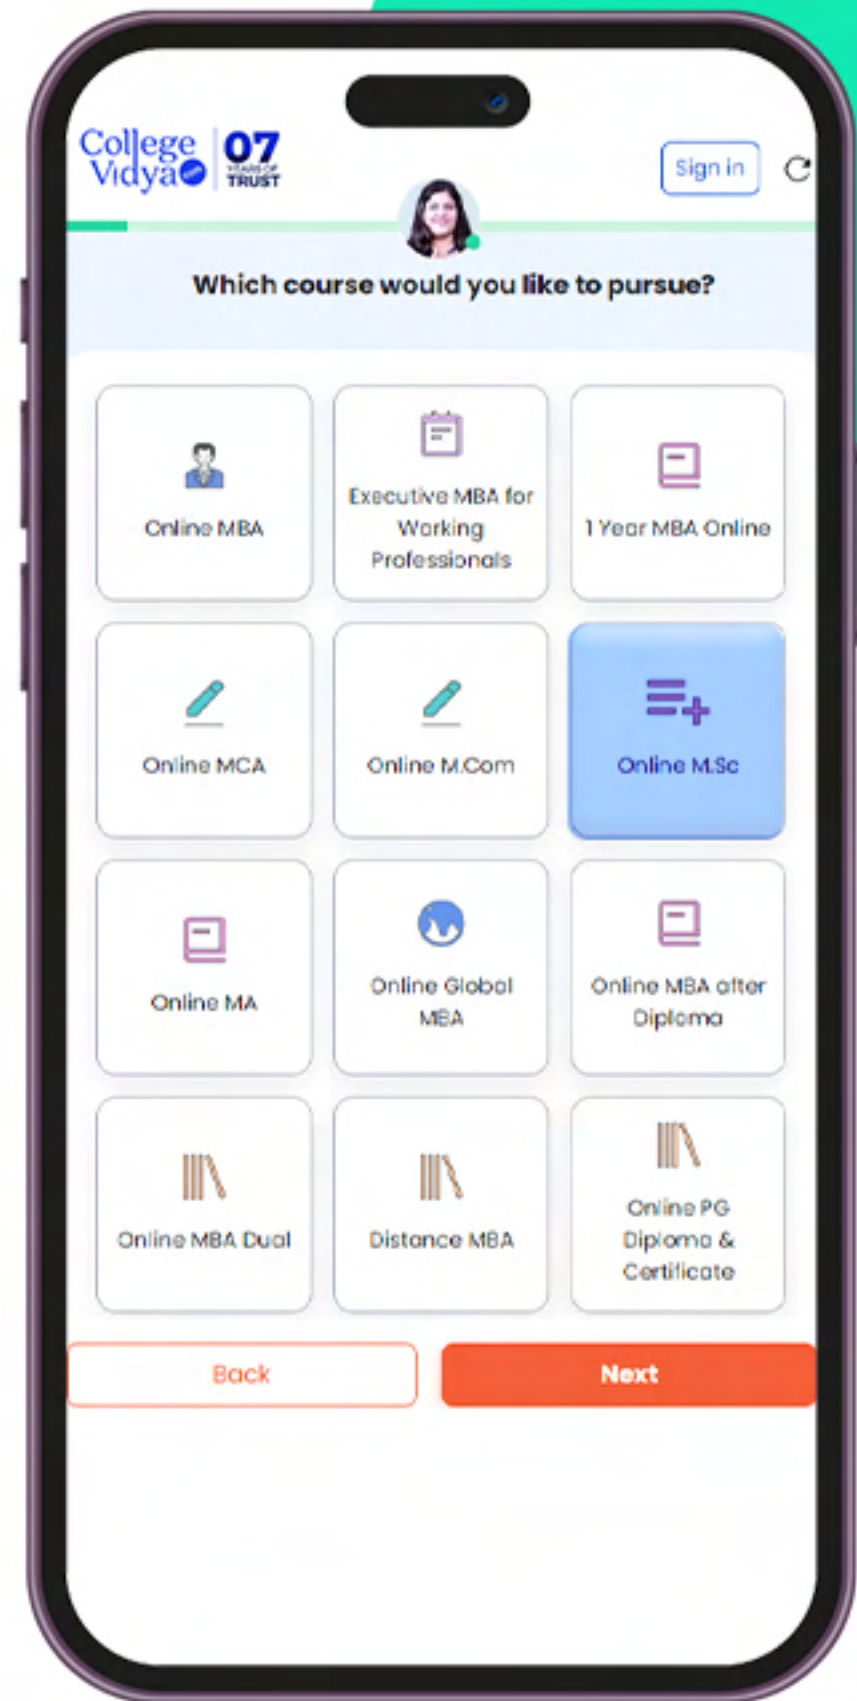 College
Vidya
07
YEARS OF
TRUST
Sign in
Which course would you like to pursue?
Online MBA
Executive MBA for
Working
Professionals
1 Year MBA Online
Online MCA
Online M.Com
Online M.Sc
Online MA
Online Global
MBA
Online MBA after
Diploma
Online MBA Dual
Distance MBA
Online PG
Diploma &
Certificate
Back
Next